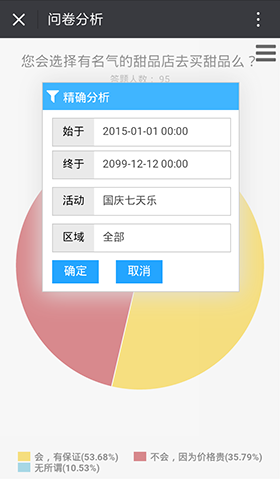 问卷分析
您会选择有名气的甜品店去买甜品么？
答题人数：95
精确分析
始于 2015-01-01 00:00
终于 2099-12-12 00:00
活动 国庆七天乐
区域 全部
确定 取消
会，有保证(53.68%) 不会，因为价格贵(35.79%)
无所谓(10.53%)